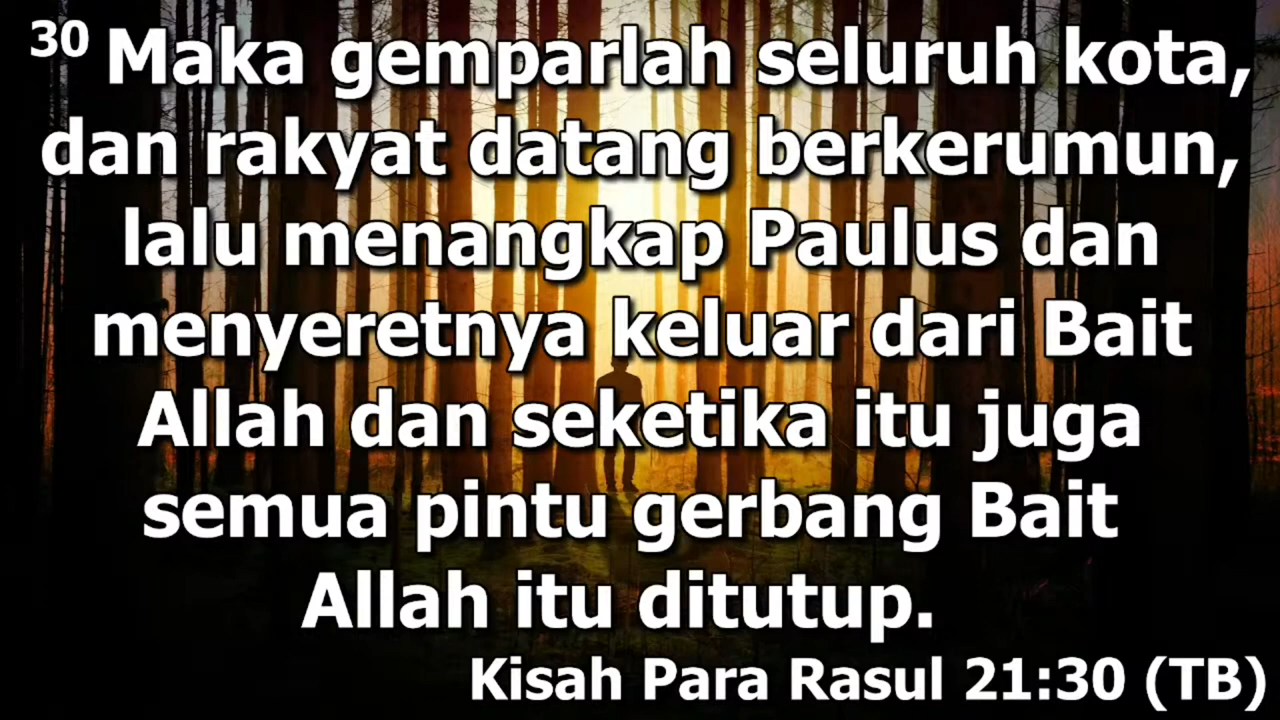 30 Maka gemparlah seluruh kota,
dan rakyat datang berkerumun,
lalu menangkap Paulus dan
menyeretnya keluar dari Bait
Allah dan seketika itu juga
semua pintu gerbang Bait
Allah itu ditutup.
Kisah Para Rasul 21:30 (TB)